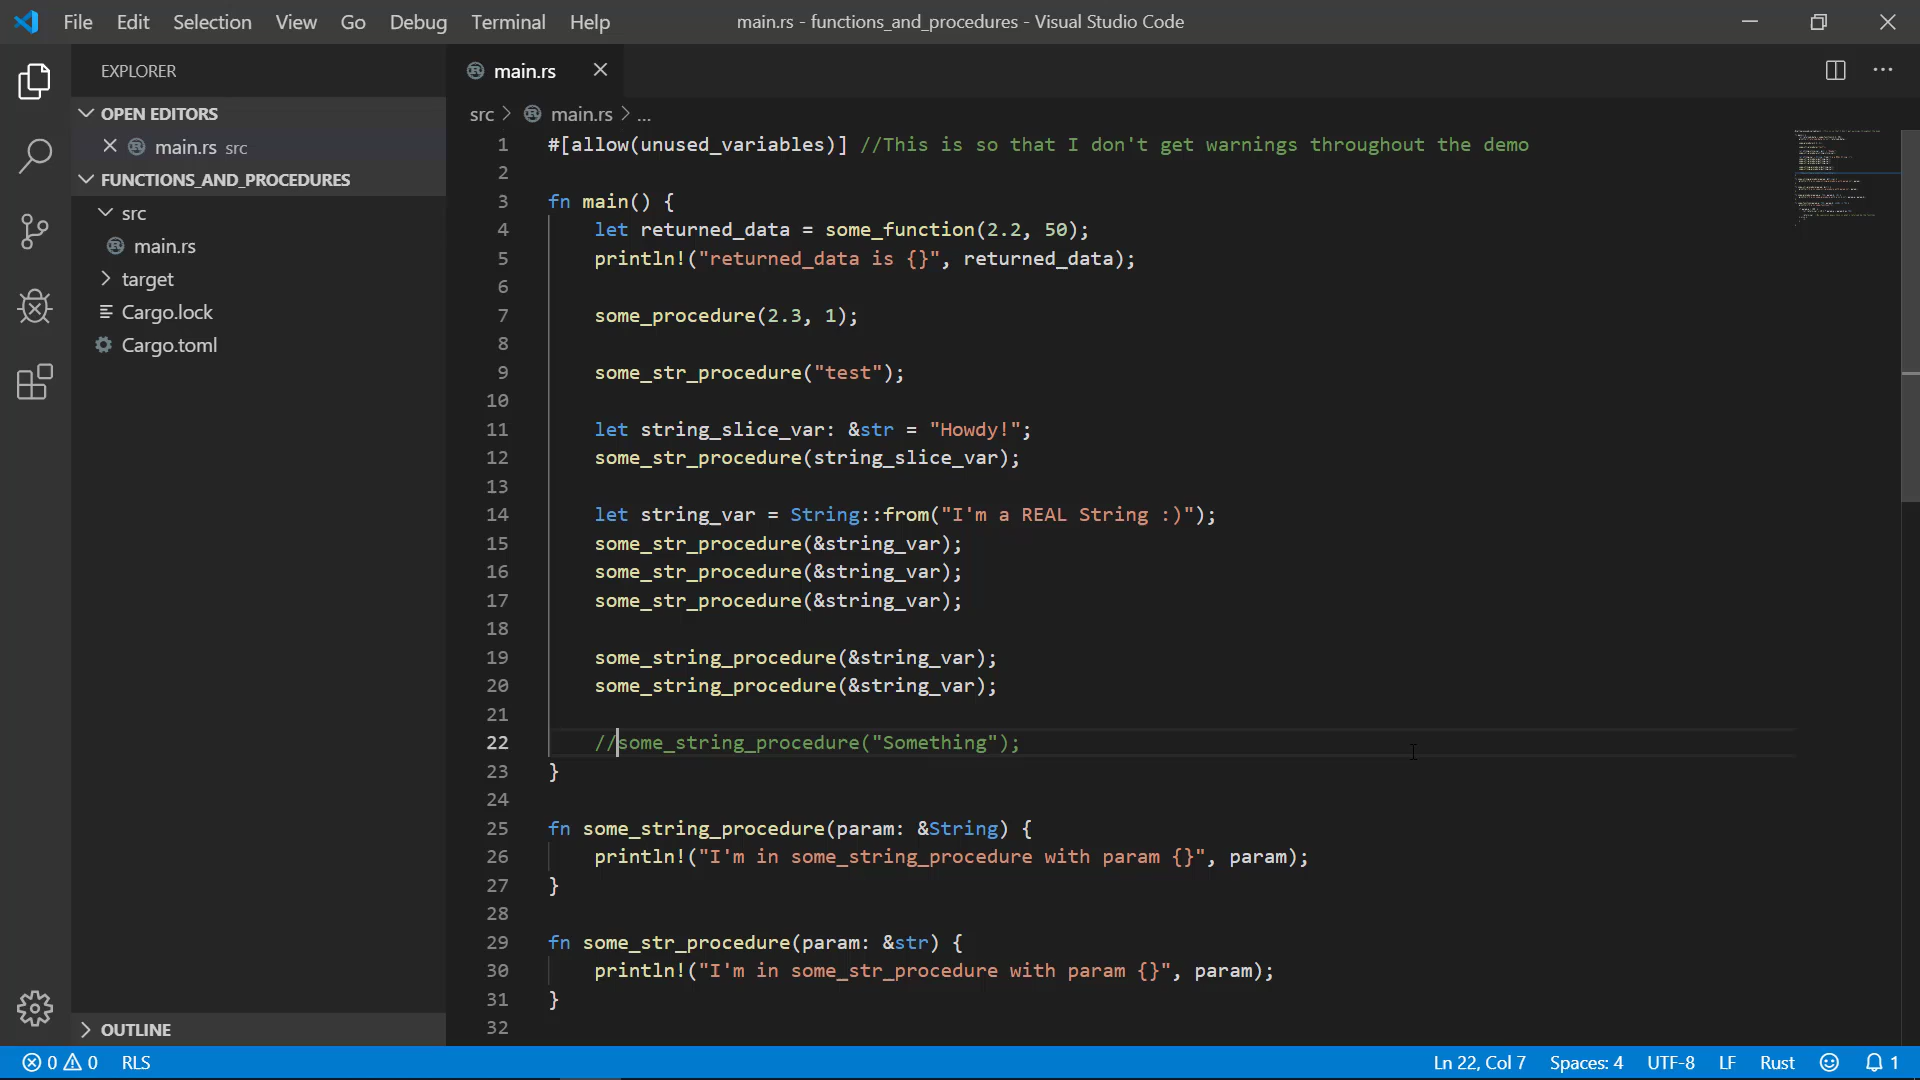 File Edit Selection View Go Debug Terminal Help
main.rs - functions_and_procedures - Visual Studio Code
EXPLORER
OPEN EDITORS
main.rs src
FUNCTIONS_AND_PROCEDURES
src
main.rs
target
Cargo.lock
Cargo.toml
OUTLINE
main.rs
src > main.rs > ...
1 #[allow(unused_variables)] //This is so that I don't get warnings throughout the demo
2
3 fn main() {
4     let returned_data = some_function(2.2, 50);
5     println!("returned_data is {}", returned_data);
6
7     some_procedure(2.3, 1);
8
9     some_str_procedure("test");
10
11     let string_slice_var: &str = "Howdy!";
12     some_str_procedure(string_slice_var);
13
14     let string_var = String::from("I'm a REAL String :)");
15     some_str_procedure(&string_var);
16     some_str_procedure(&string_var);
17     some_str_procedure(&string_var);
18
19     some_string_procedure(&string_var);
20     some_string_procedure(&string_var);
21
22     //some_string_procedure("Something");
23 }
24
25 fn some_string_procedure(param: &String) {
26     println!("I'm in some_string_procedure with param {}", param);
27 }
28
29 fn some_str_procedure(param: &str) {
30     println!("I'm in some_str_procedure with param {}", param);
31 }
32
0 0 RLS
Ln 22, Col 7 Spaces: 4 UTF-8 LF Rust 1